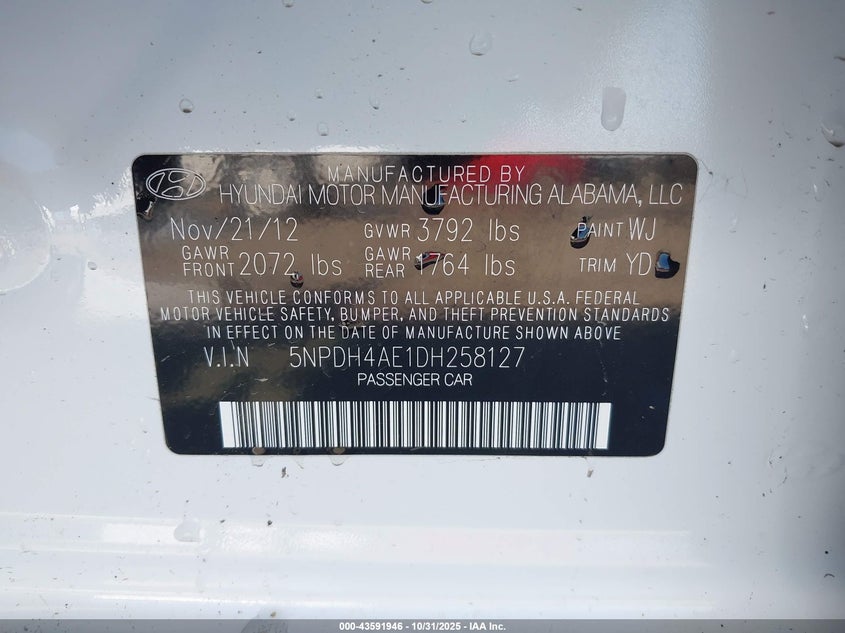 MANUFACTURED BY
HYUNDAI MOTOR MANUFACTURING ALABAMA, LLC
Nov/21/12 GVWR 3792 lbs PAINT WJ
GAWR FRONT 2072 lbs GAWR REAR 1764 lbs TRIM YD
THIS VEHICLE CONFORMS TO ALL APPLICABLE U.S.A. FEDERAL
MOTOR VEHICLE SAFETY, BUMPER, AND THEFT PREVENTION STANDARDS
IN EFFECT ON THE DATE OF MANUFACTURE SHOWN ABOVE
V.I.N 5NPDH4AE1DH258127
PASSENGER CAR
000-43591946 - 10/31/2025 - IAA Inc.